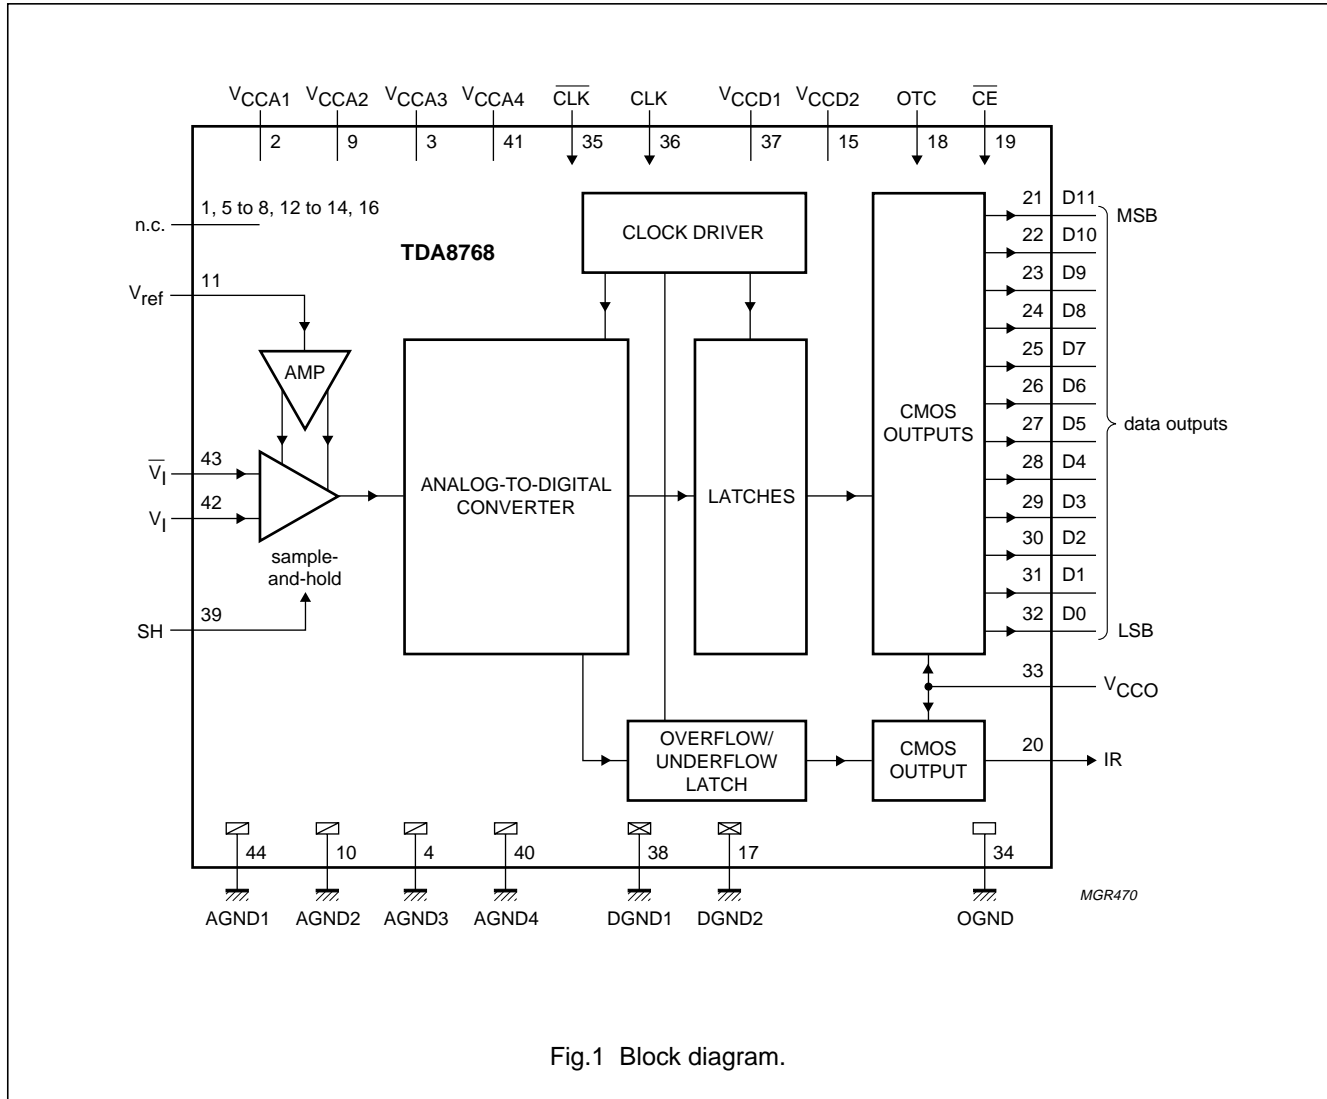 VCCA1 VCCA2 VCCA3 VCCA4 CLK CLK VCCD1 VCCD2 OTC CE
2 9 3 41 35 36 37 15 18 19
n.c. 1, 5 to 8, 12 to 14, 16
TDA8768
CLOCK DRIVER
21 D11 MSB
22 D10
23 D9
24 D8
25 D7
26 D6
27 D5
28 D4
29 D3
30 D2
31 D1
32 D0 LSB
data outputs
Vref 11
AMP
VI 43
VI 42
sample-
and-hold
SH 39
ANALOG-TO-DIGITAL
CONVERTER
LATCHES
CMOS
OUTPUTS
33 VCCO
OVERFLOW/
UNDERFLOW
LATCH
CMOS
OUTPUT
20 IR
44 10 4 40 38 17 34
AGND1 AGND2 AGND3 AGND4 DGND1 DGND2 OGND
MGR470
Fig.1 Block diagram.